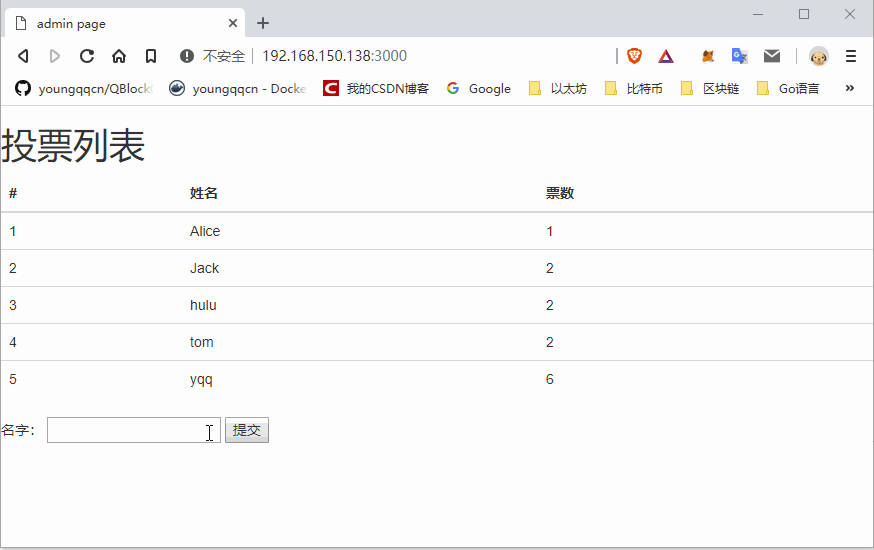 admin page
不安全 192.168.150.138:3000
youngqqcn/QBlock youngqqcn - Docke 我的CSDN博客 Google 以太坊 比特币 区块链 Go语言 »
投票列表
# 姓名 票数
1 Alice 1
2 Jack 2
3 hulu 2
4 tom 2
5 yqq 6
名字： 提交